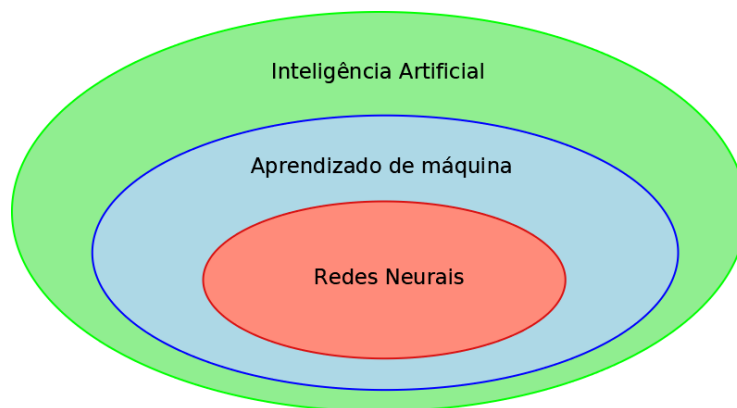 Inteligência Artificial
Aprendizado de máquina
Redes Neurais